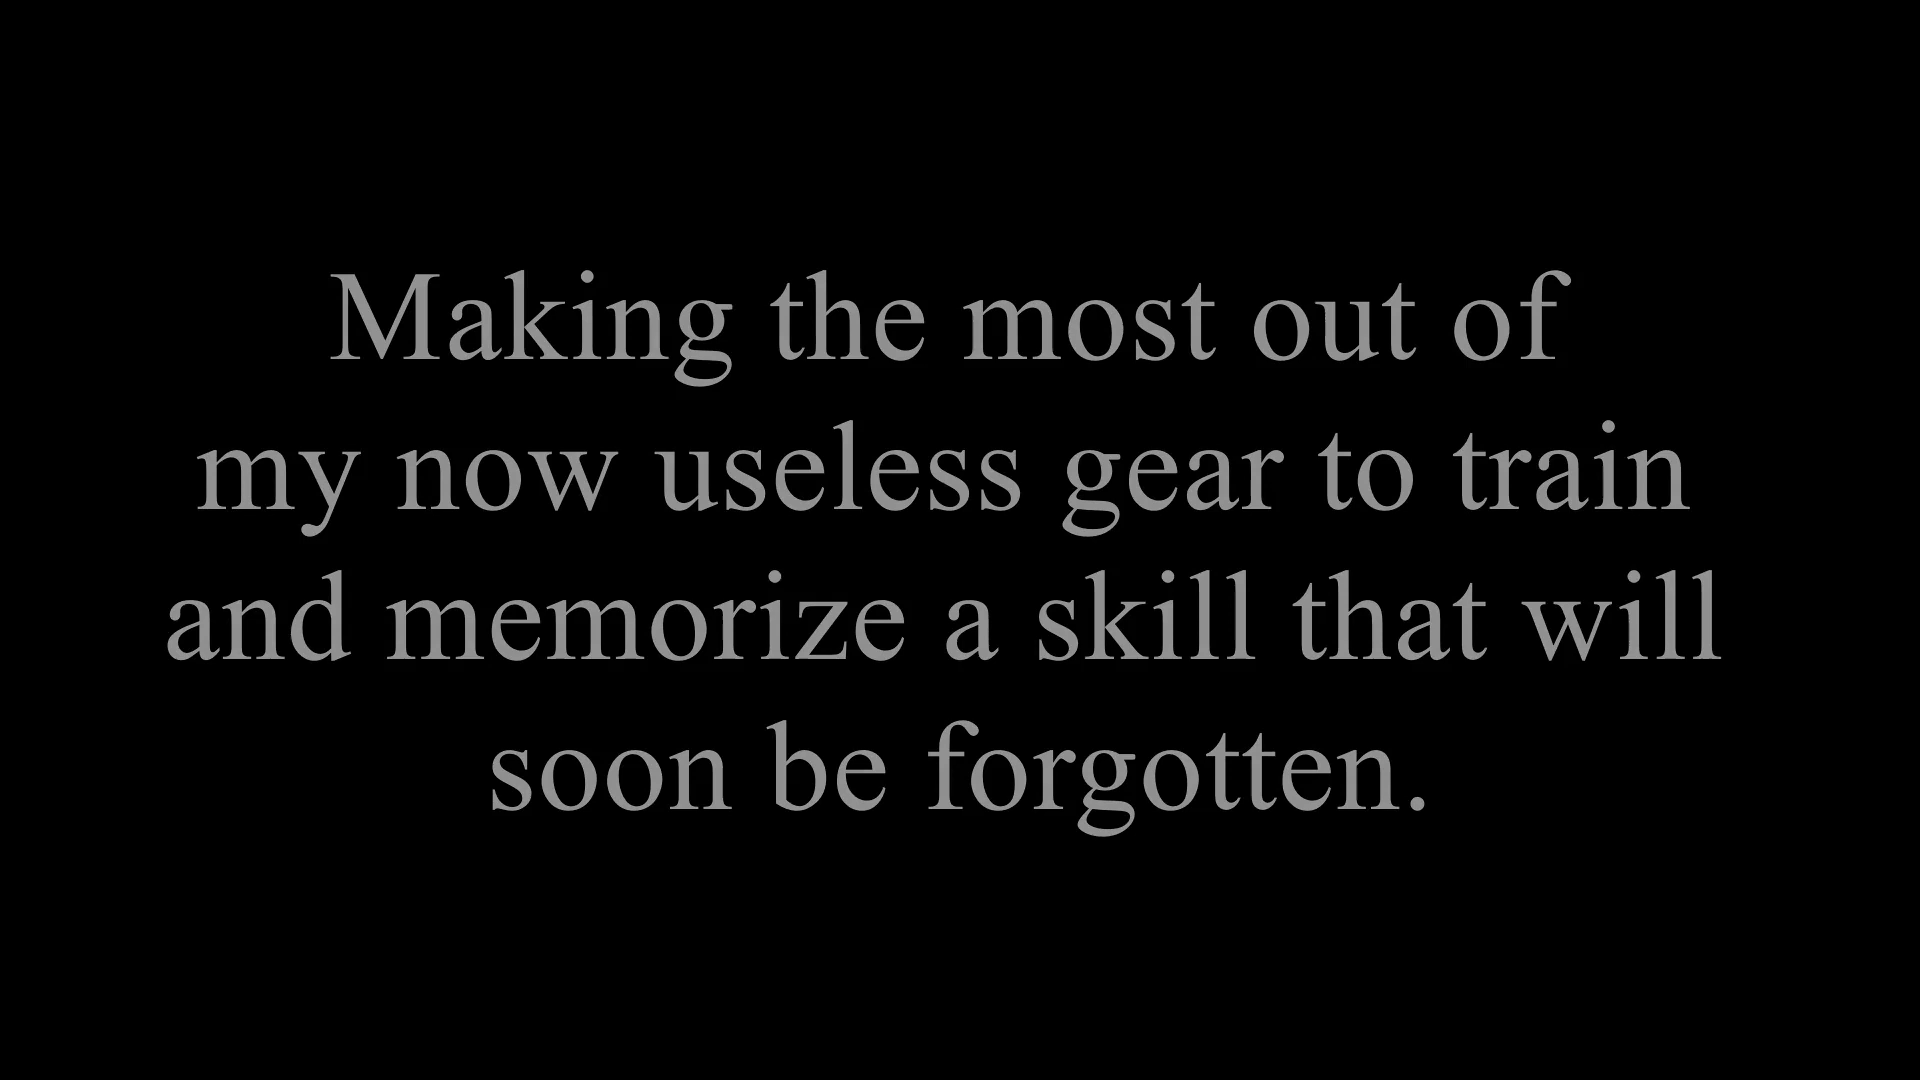 Making the most out of
my now useless gear to train
and memorize a skill that will
soon be forgotten.